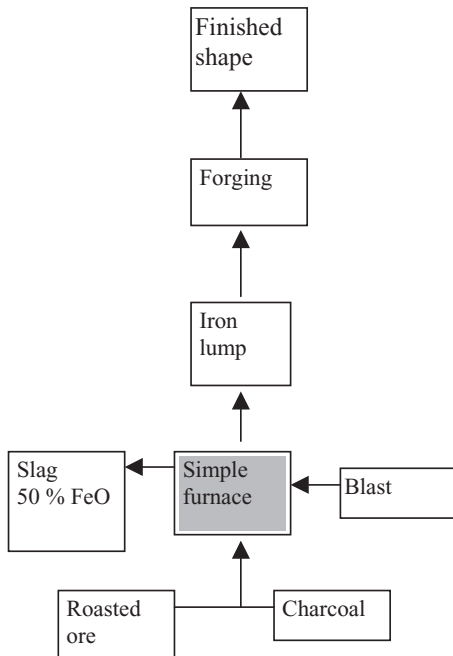 Finished
shape
Forging
Iron
lump
Slag
50 % FeO
Simple
furnace
Blast
Roasted
ore
Charcoal